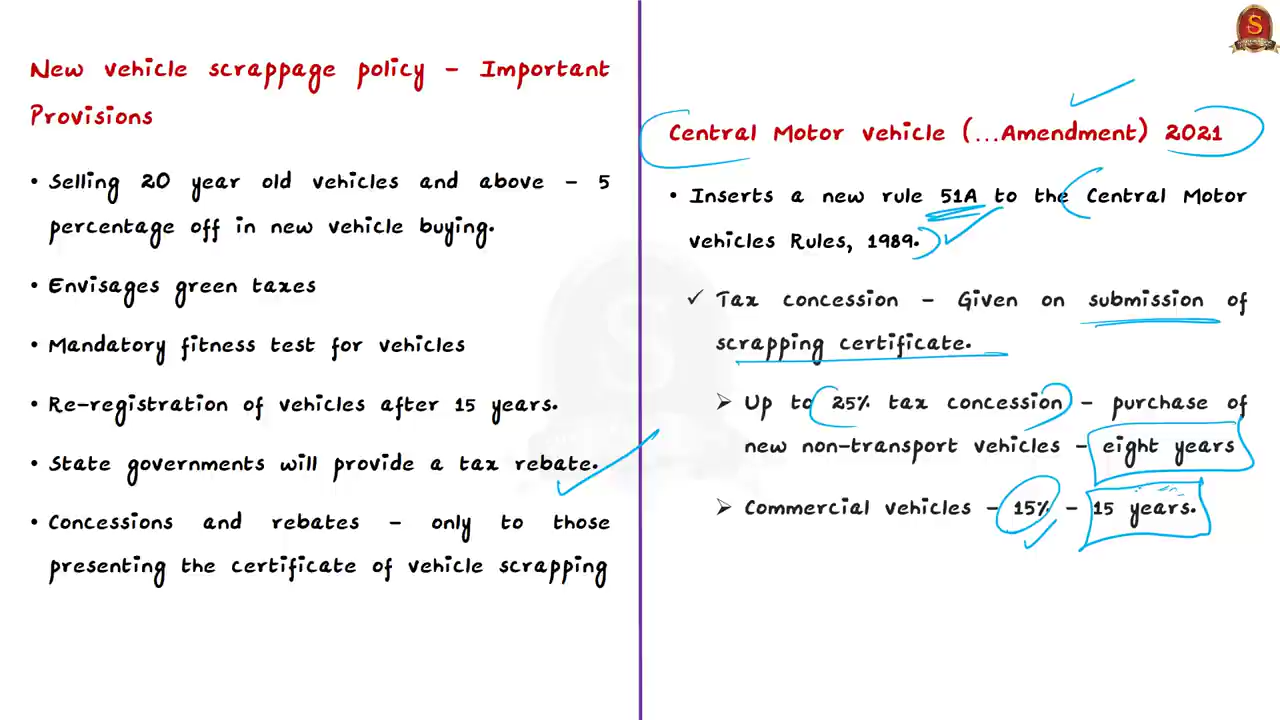 New vehicle scrappage policy – Important
Provisions
• Selling 20 year old vehicles and above – 5
percentage off in new vehicle buying.
• Envisages green taxes
• Mandatory fitness test for vehicles
• Re-registration of vehicles after 15 years.
• State governments will provide a tax rebate.
• Concessions and rebates – only to those
presenting the certificate of vehicle scrapping
Central Motor vehicle (...Amendment) 2021
• Inserts a new rule 51A to the Central Motor
vehicles Rules, 1989.
✓ Tax concession – Given on submission of
scrapping certificate.
➢ Up to 25% tax concession – purchase of
new non-transport vehicles – eight years
➢ Commercial vehicles – 15% – 15 years.
S